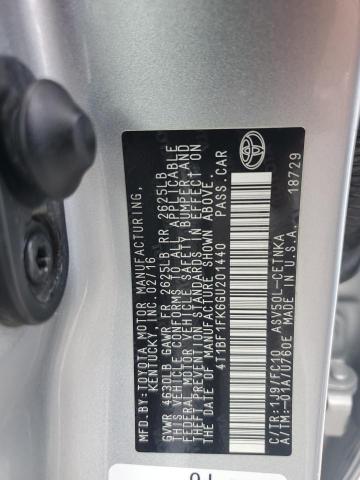 MFD.BY:TOYOTA MOTOR MANUFACTURING,
KENTUCKY, INC.02/16
GVWR 4630LB GAWR FR 2625LB RR 2625LB
THIS VEHICLE CONFORMS TO ALL APPLICABLE
FEDERAL MOTOR VEHICLE SAFETY, BUMPER AND
THEFT PREVENTION STANDARDS IN EFFECT ON
THE DATE OF MANUFACTURE SHOWN ABOVE.
4T1BF1FK6GU201440 PASS.CAR
C/TR:1J9/FC10 ASV50L-CETNKA
A/TM:-01A/U760E U.S.A. 18729